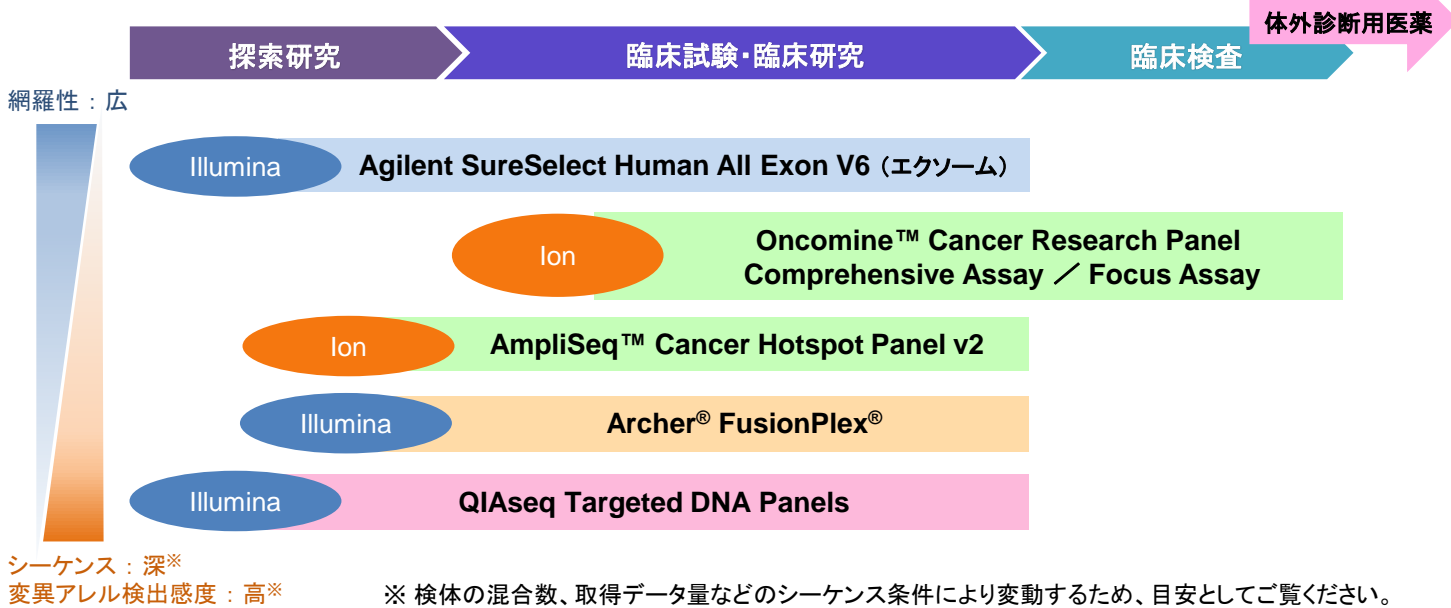 体外診断用医薬
探索研究
臨床試験・臨床研究
臨床検査
網羅性：広
Illumina
Agilent SureSelect Human All Exon V6（エクソーム）
Ion
Oncomine™ Cancer Research Panel
Comprehensive Assay ／ Focus Assay
Ion
AmpliSeq™ Cancer Hotspot Panel v2
Illumina
Archer® FusionPlex®
Illumina
QIAseq Targeted DNA Panels
シーケンス：深※
変異アレル検出感度：高※
※ 検体の混合数、取得データ量などのシーケンス条件により変動するため、目安としてご覧ください。